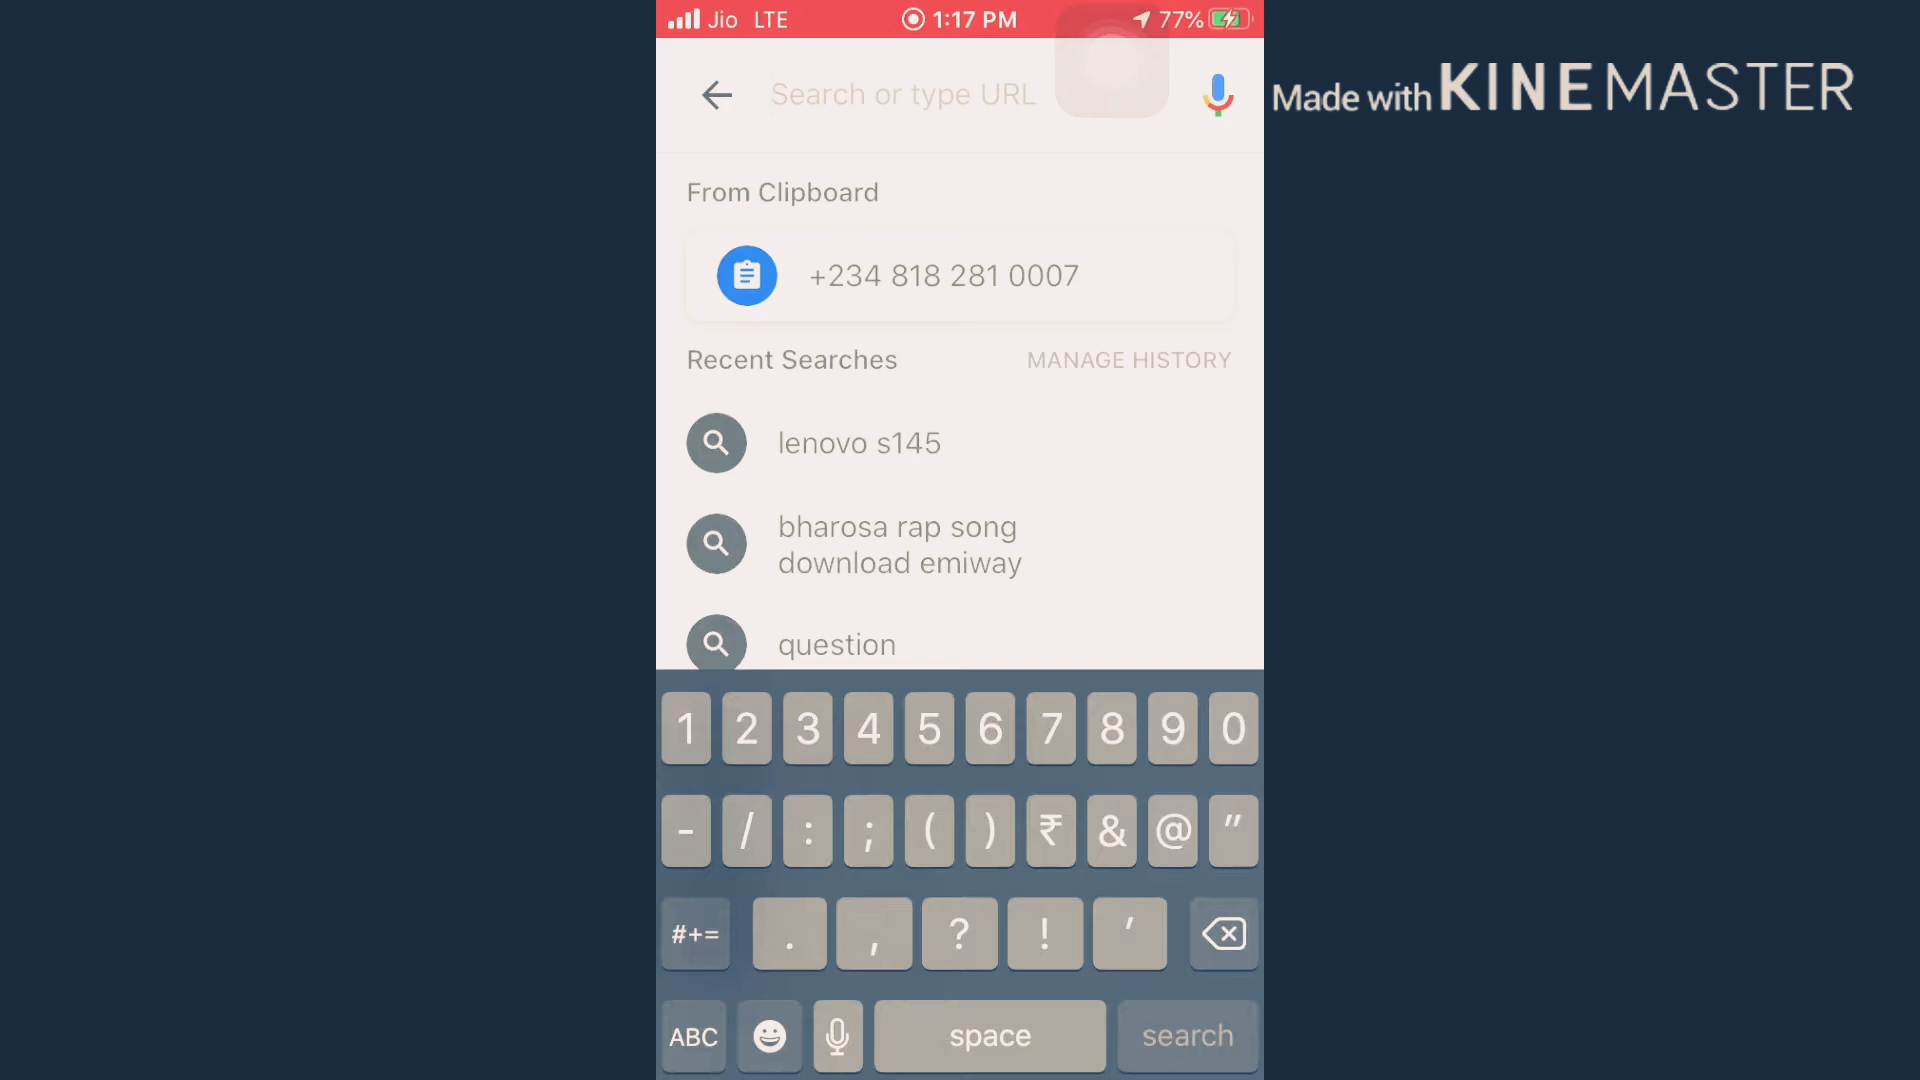 Jio LTE 1:17 PM 77%
Search or type URL
Made with KINEMASTER
From Clipboard
+234 818 281 0007
Recent Searches MANAGE HISTORY
lenovo s145
bharosa rap song
download emiway
question
1 2 3 4 5 6 7 8 9 0
- / : ; ( ) ₹ & @ "
#+= . , ? ! '
ABC space search